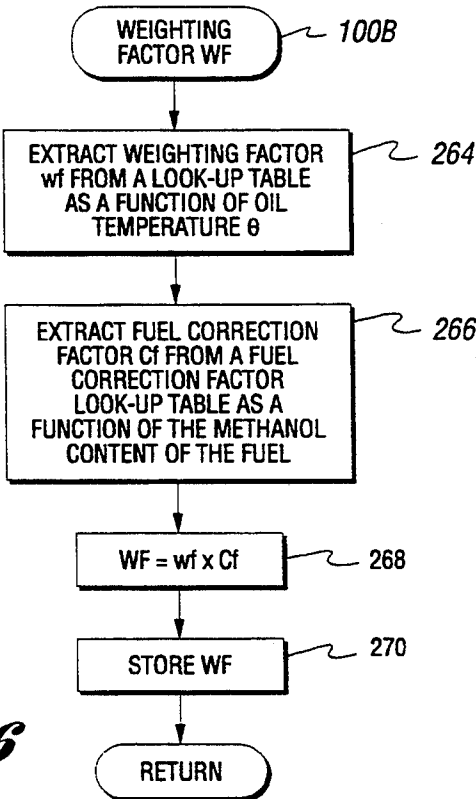 WEIGHTING
FACTOR WF
100B
EXTRACT WEIGHTING FACTOR
wf FROM A LOOK-UP TABLE
AS A FUNCTION OF OIL
TEMPERATURE θ
264
EXTRACT FUEL CORRECTION
FACTOR Cf FROM A FUEL
CORRECTION FACTOR
LOOK-UP TABLE AS A
FUNCTION OF THE METHANOL
CONTENT OF THE FUEL
266
WF = wf x Cf
268
STORE WF
270
6
RETURN